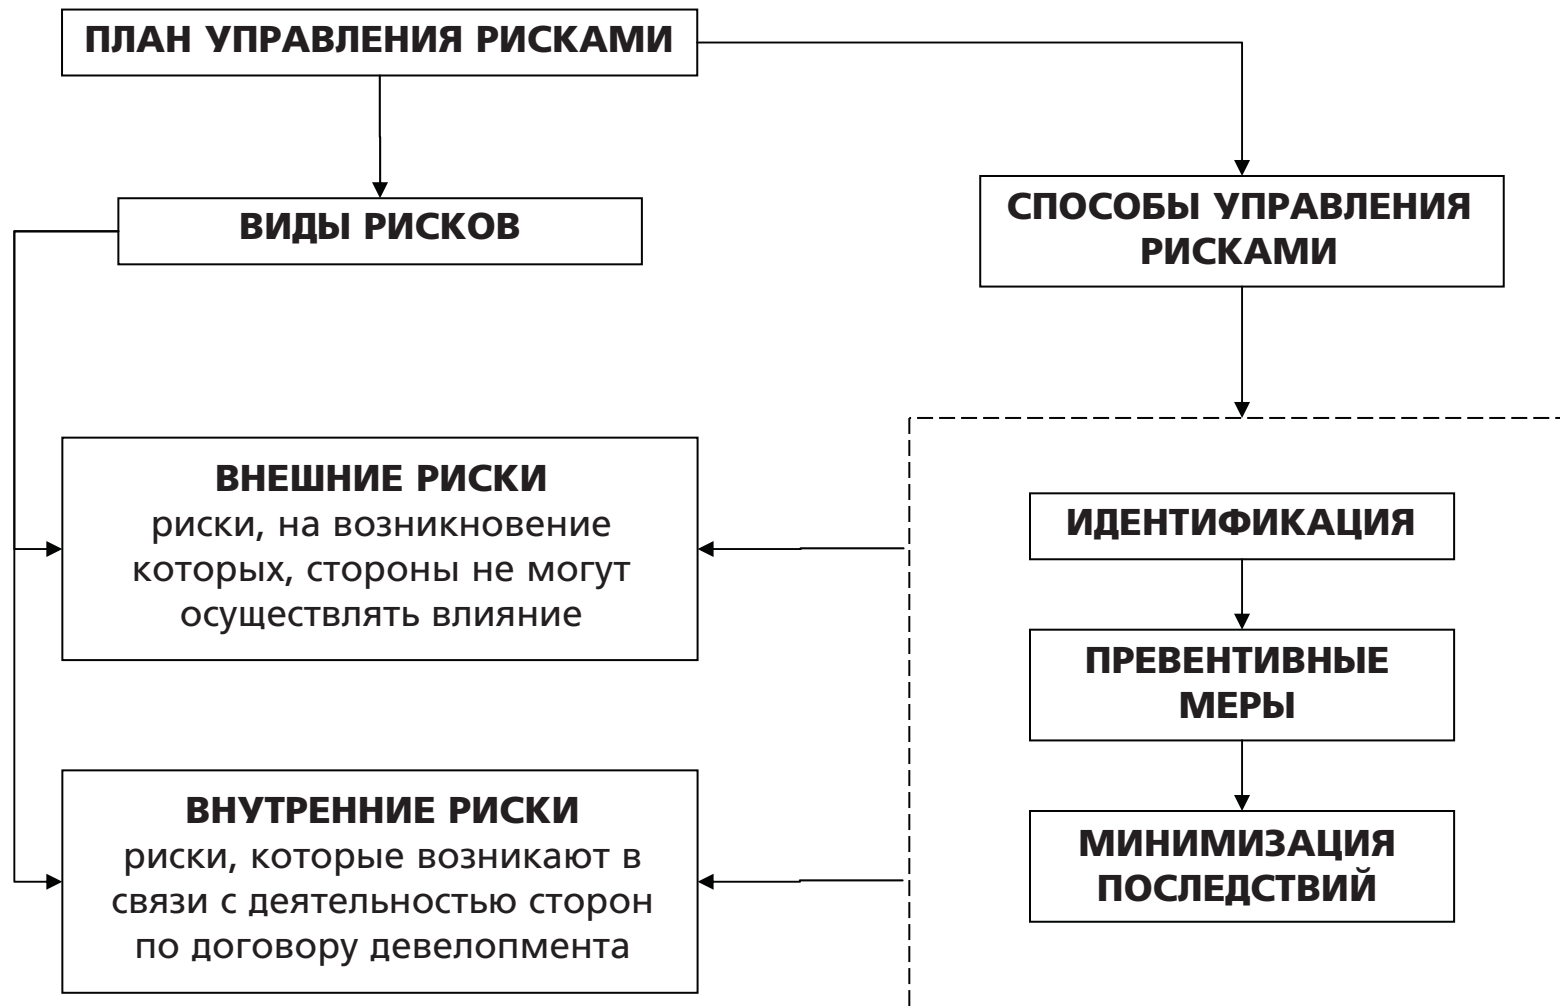 ПЛАН УПРАВЛЕНИЯ РИСКАМИ
ВИДЫ РИСКОВ
СПОСОБЫ УПРАВЛЕНИЯ
РИСКАМИ
ВНЕШНИЕ РИСКИ
риски, на возникновение
которых, стороны не могут
осуществлять влияние
ВНУТРЕННИЕ РИСКИ
риски, которые возникают в
связи с деятельностью сторон
по договору девелопмента
ИДЕНТИФИКАЦИЯ
ПРЕВЕНТИВНЫЕ
МЕРЫ
МИНИМИЗАЦИЯ
ПОСЛЕДСТВИЙ